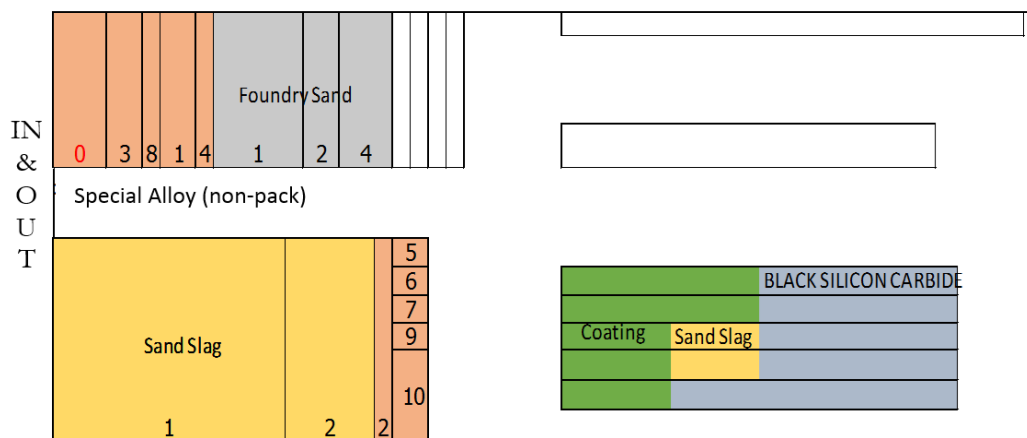 Foundry Sand
IN
&
O
U
T
0 3 8 1 4 1 2 4
Special Alloy (non-pack)
5
6
7
9
10
Sand Slag
1 2 2
BLACK SILICON CARBIDE
Coating
Sand Slag